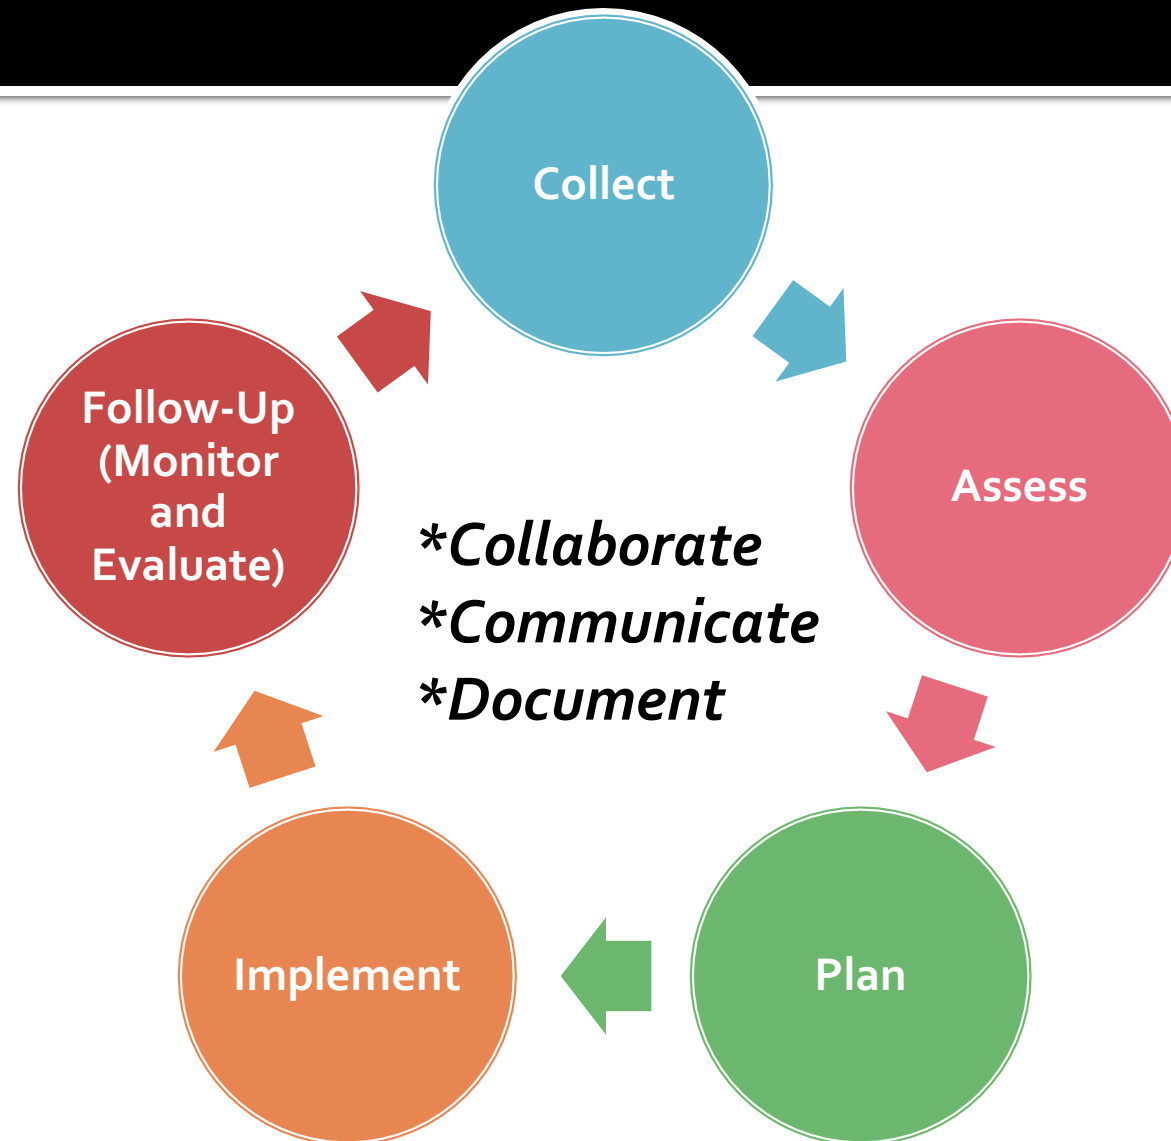 Collect
Assess
Plan
Implement
Follow-Up
(Monitor
and
Evaluate)
*Collaborate
*Communicate
*Document